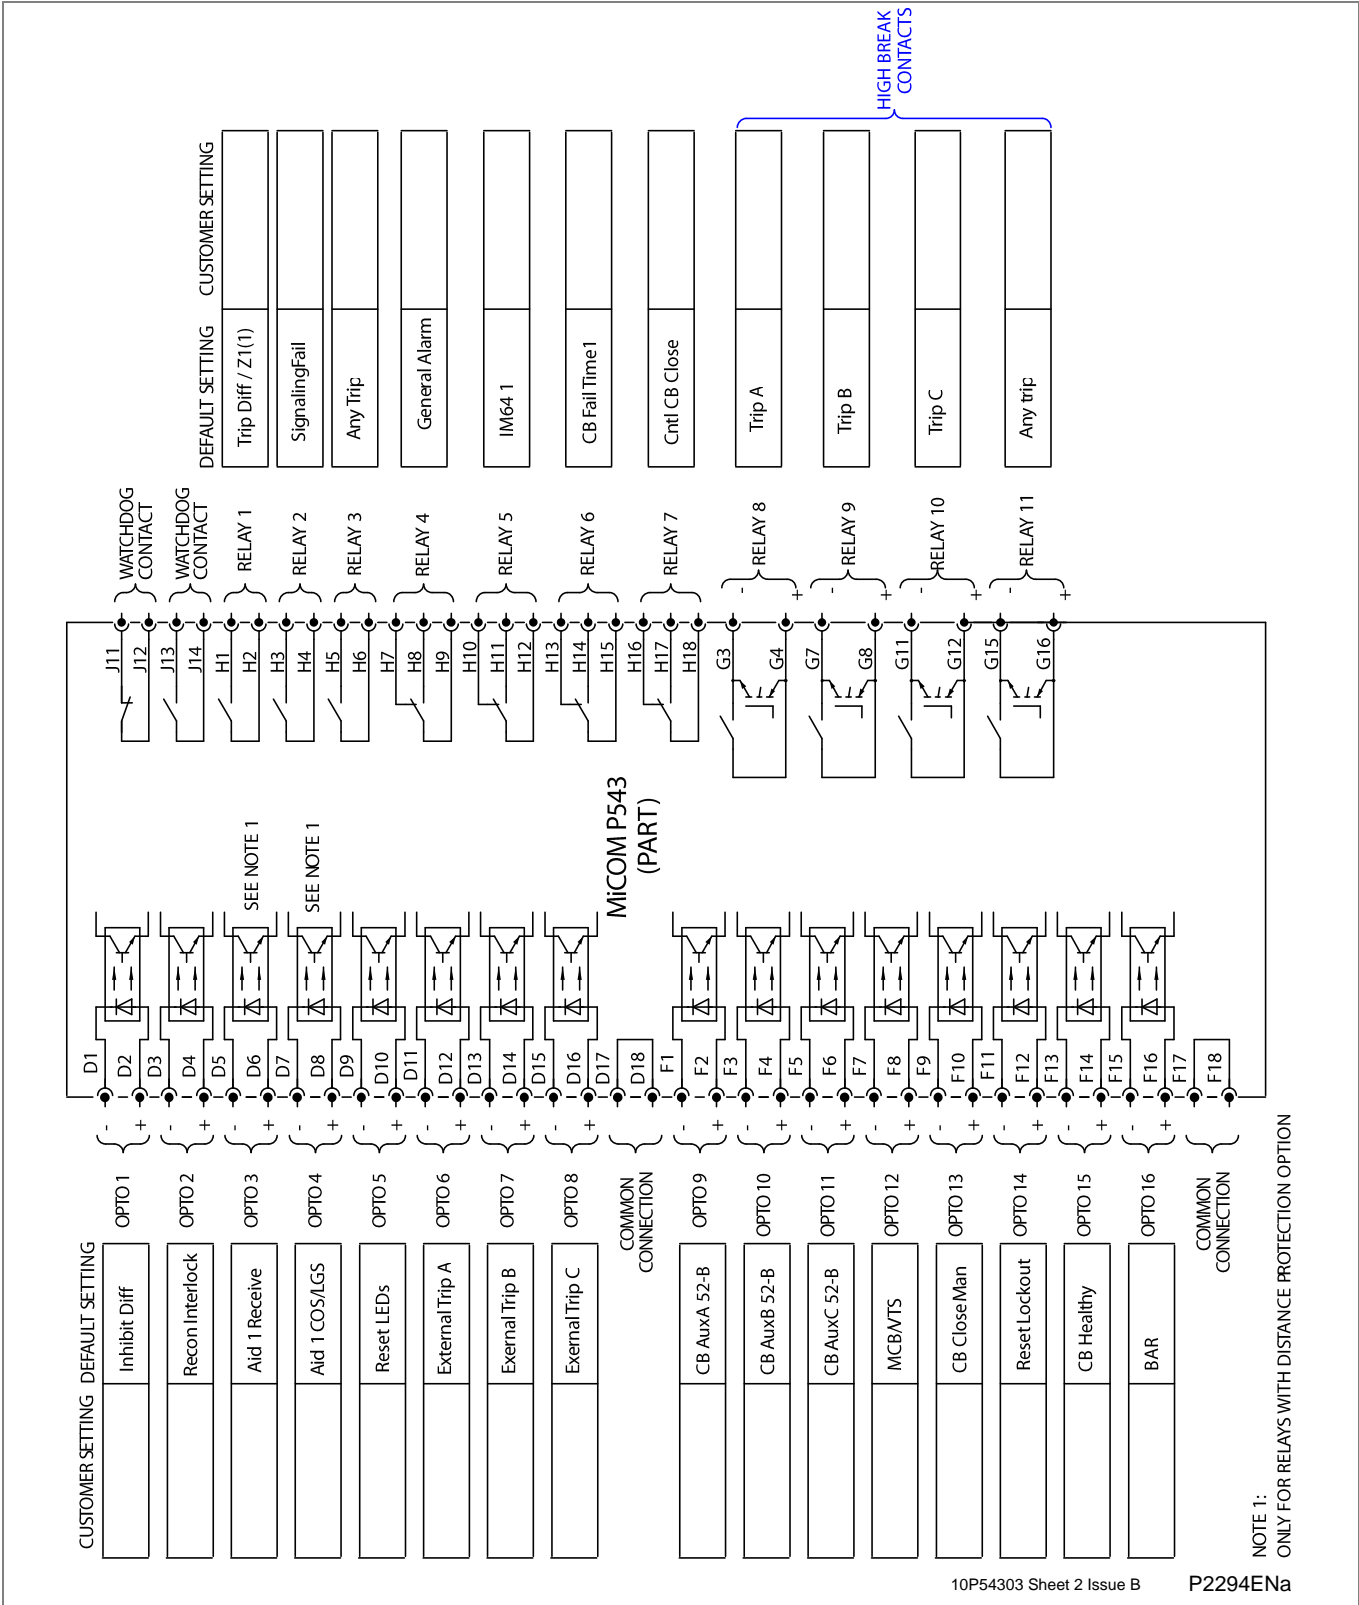 HIGH BREAK
CONTACTS
CUSTOMER SETTING
DEFAULT SETTING
Trip Diff / Z1(1)
SignalingFail
Any Trip
General Alarm
IM64 1
CB Fail Time1
Cntl CB Close
Trip A
Trip B
Trip C
Any trip
WATCHDOG
CONTACT
WATCHDOG
CONTACT
RELAY 1
RELAY 2
RELAY 3
RELAY 4
RELAY 5
RELAY 6
RELAY 7
RELAY 8
RELAY 9
RELAY 10
RELAY 11
- + - + - + - +
J11
J12
J13
J14
H1
H2
H3
H4
H5
H6
H7
H8
H9
H10
H11
H12
H13
H14
H15
H16
H17
H18
G3
G4
G7
G8
G11
G12
G15
G16
MiCOM P543
(PART)
SEE NOTE 1
SEE NOTE 1
D1
D2
D3
D4
D5
D6
D7
D8
D9
D10
D11
D12
D13
D14
D15
D16
D17
D18
F1
F2
F3
F4
F5
F6
F7
F8
F9
F10
F11
F12
F13
F14
F15
F16
F17
F18
- + - + - + - + - + - + - + - +
- + - + - + - + - + - + - + - +
OPTO 1
OPTO 2
OPTO 3
OPTO 4
OPTO 5
OPTO 6
OPTO 7
OPTO 8
COMMON
CONNECTION
OPTO 9
OPTO 10
OPTO 11
OPTO 12
OPTO 13
OPTO 14
OPTO 15
OPTO 16
COMMON
CONNECTION
DEFAULT SETTING
Inhibit Diff
Recon Interlock
Aid 1 Receive
Aid 1 COS/LGS
Reset LEDs
External Trip A
Exernal Trip B
Exernal Trip C
CB AuxA 52-B
CB AuxB 52-B
CB AuxC 52-B
MCB/VTS
CB Close Man
Reset Lockout
CB Healthy
BAR
CUSTOMER SETTING
NOTE 1:
ONLY FOR RELAYS WITH DISTANCE PROTECTION OPTION
10P54303 Sheet 2 Issue B
P2294ENa